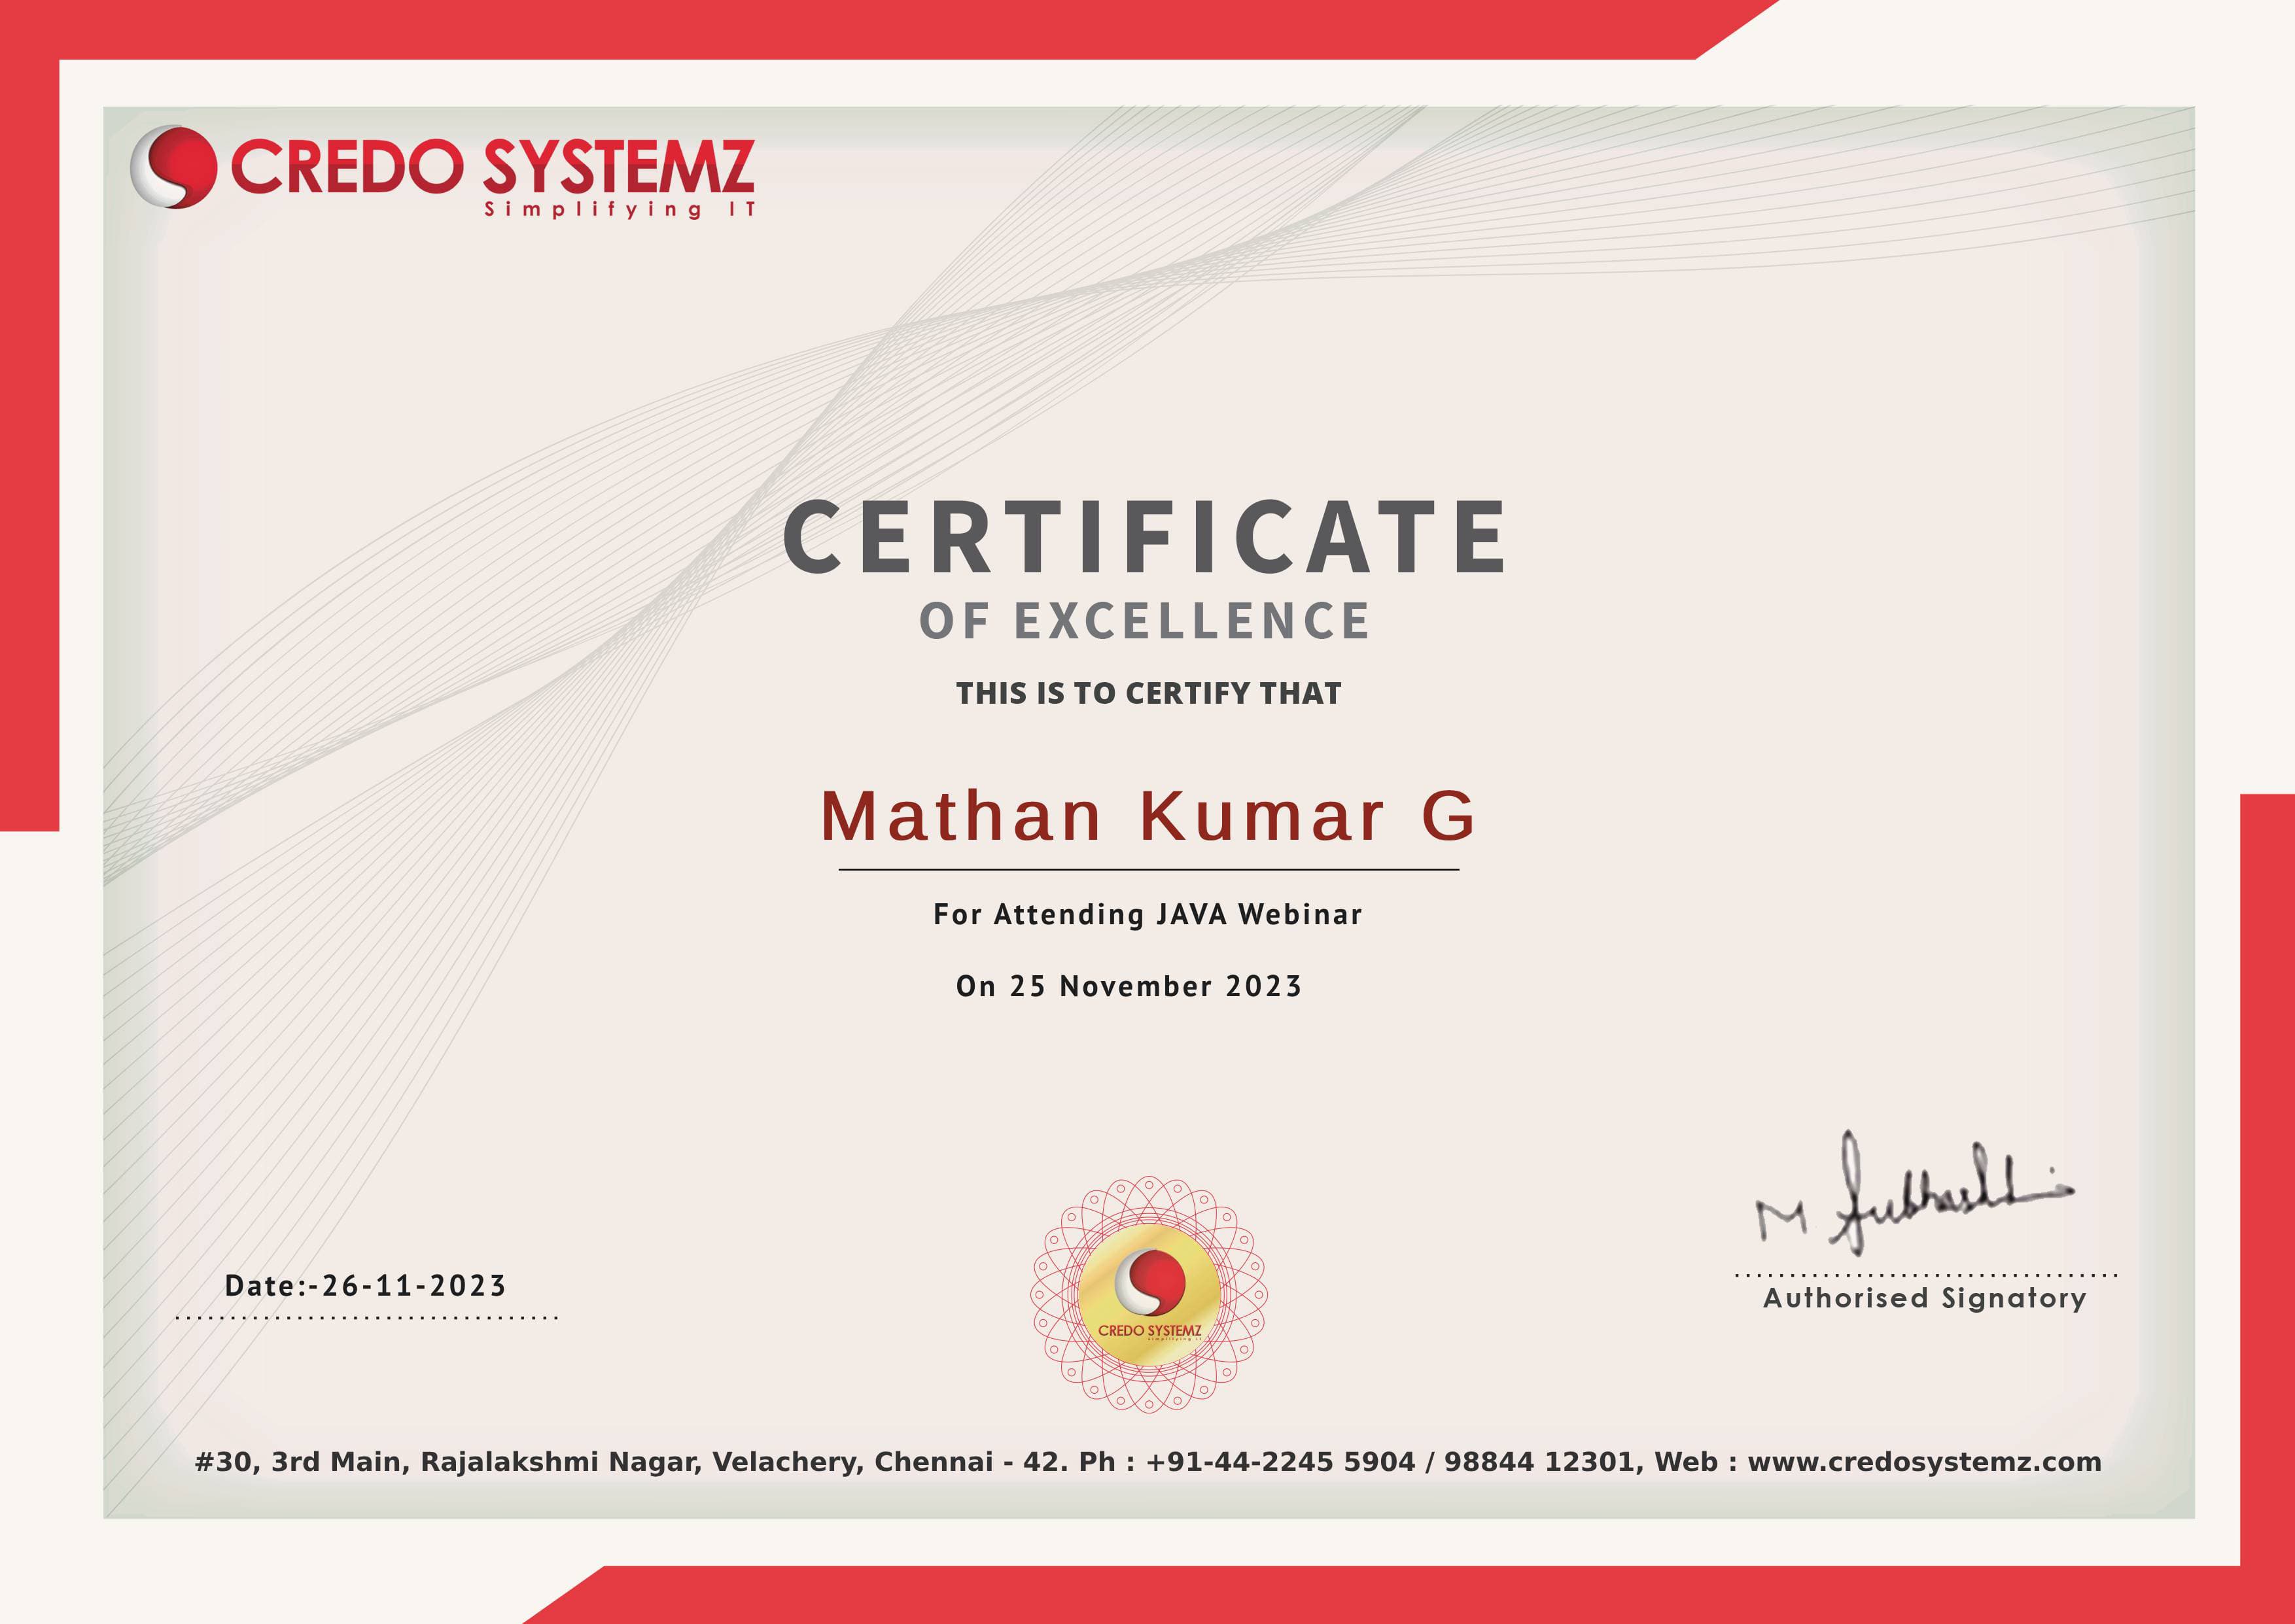 CREDO SYSTEMZ
Simplifying IT
CERTIFICATE
OF EXCELLENCE
THIS IS TO CERTIFY THAT
Mathan Kumar G
For Attending JAVA Webinar
On 25 November 2023
Date:-26-11-2023
CREDO SYSTEMZ
Simplifying IT
M
Authorised Signatory
#30, 3rd Main, Rajalakshmi Nagar, Velachery, Chennai - 42. Ph : +91-44-2245 5904 / 98844 12301, Web : www.credosystemz.com